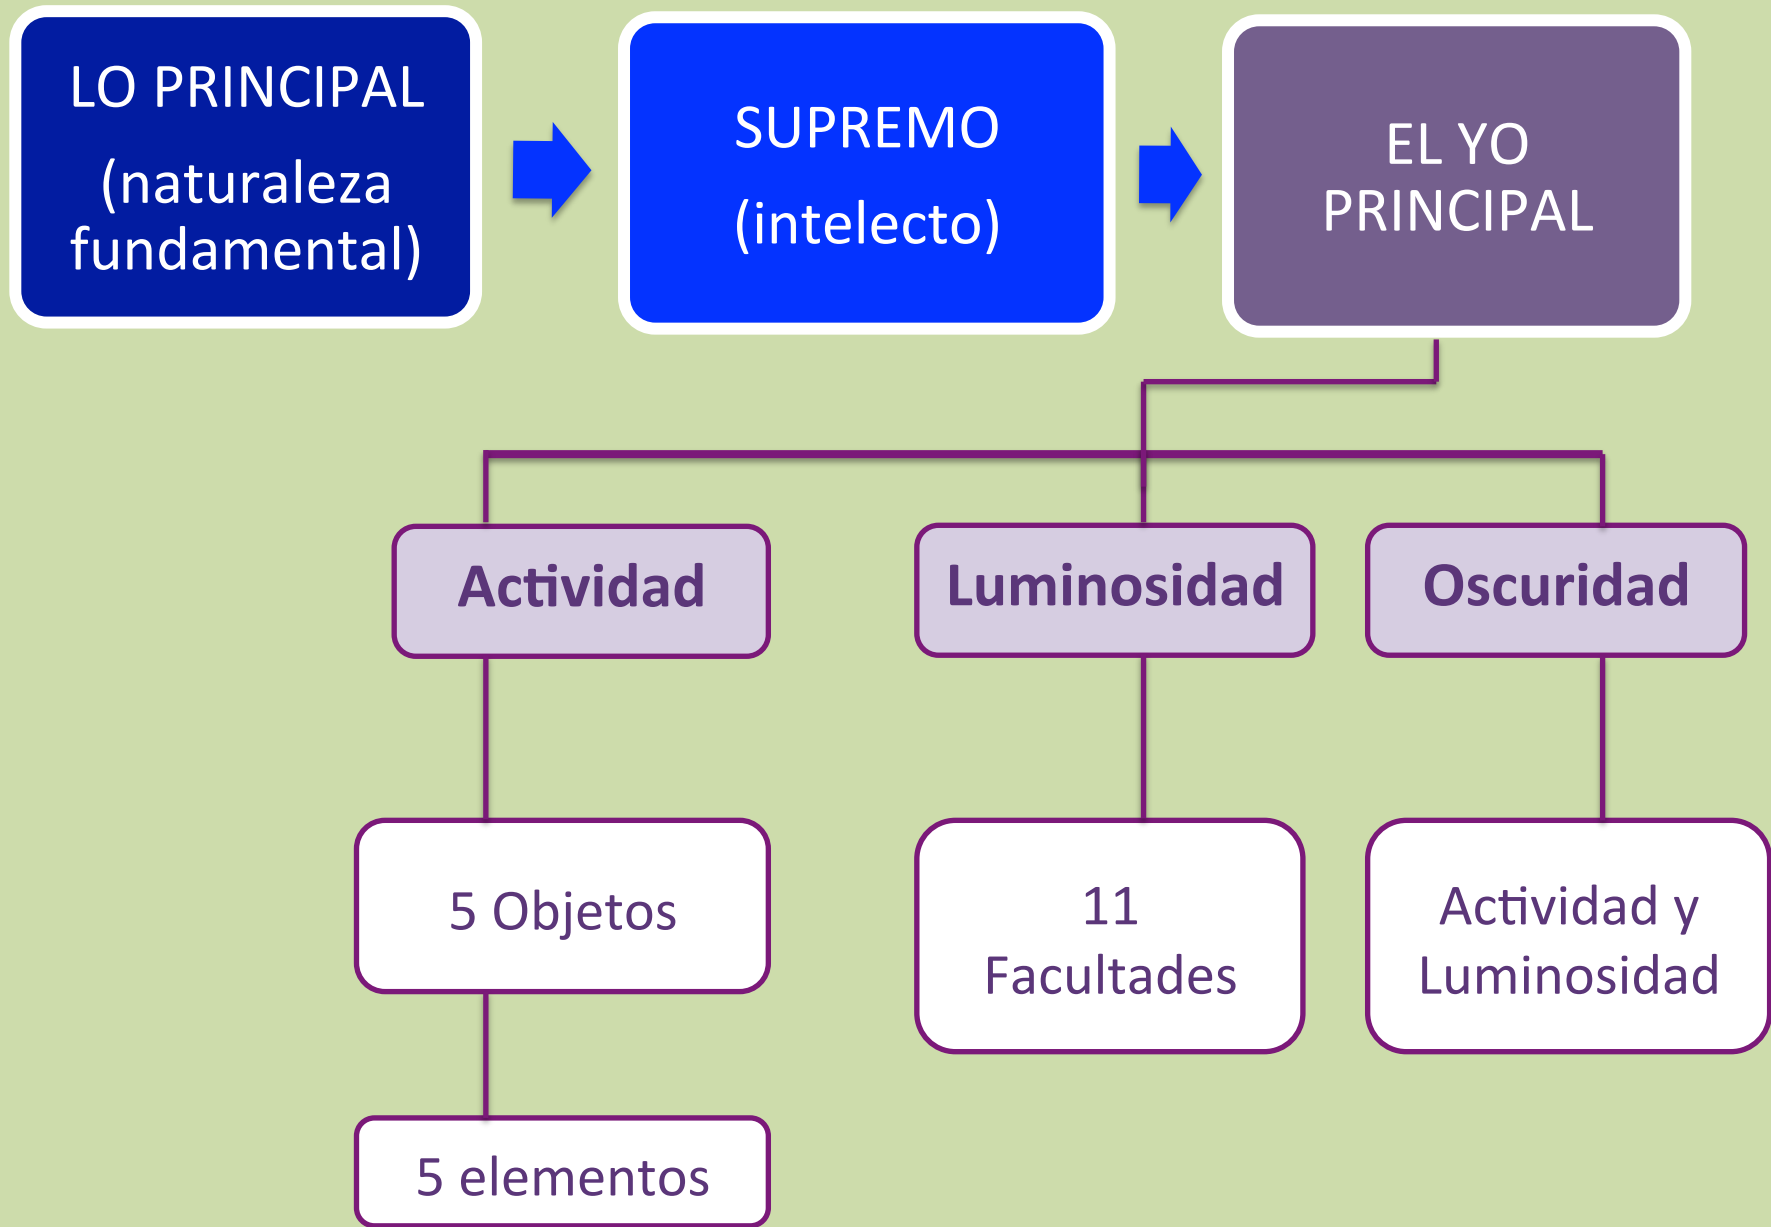 LO PRINCIPAL
(naturaleza
fundamental)
SUPREMO
(intelecto)
EL YO
PRINCIPAL
Actividad
Luminosidad
Oscuridad
5 Objetos
11
Facultades
Actividad y
Luminosidad
5 elementos